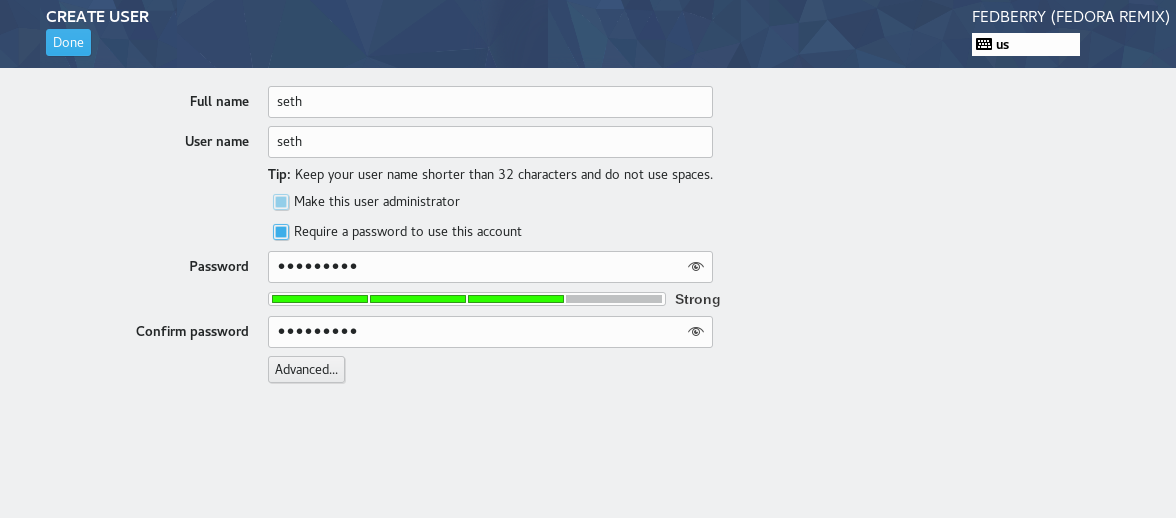 CREATE USER
FEDBERRY (FEDORA REMIX)
Done
us
Full name
seth
User name
seth
Tip: Keep your user name shorter than 32 characters and do not use spaces.
Make this user administrator
Require a password to use this account
Password
●●●●●●●●●
Strong
Confirm password
●●●●●●●●●
Advanced...